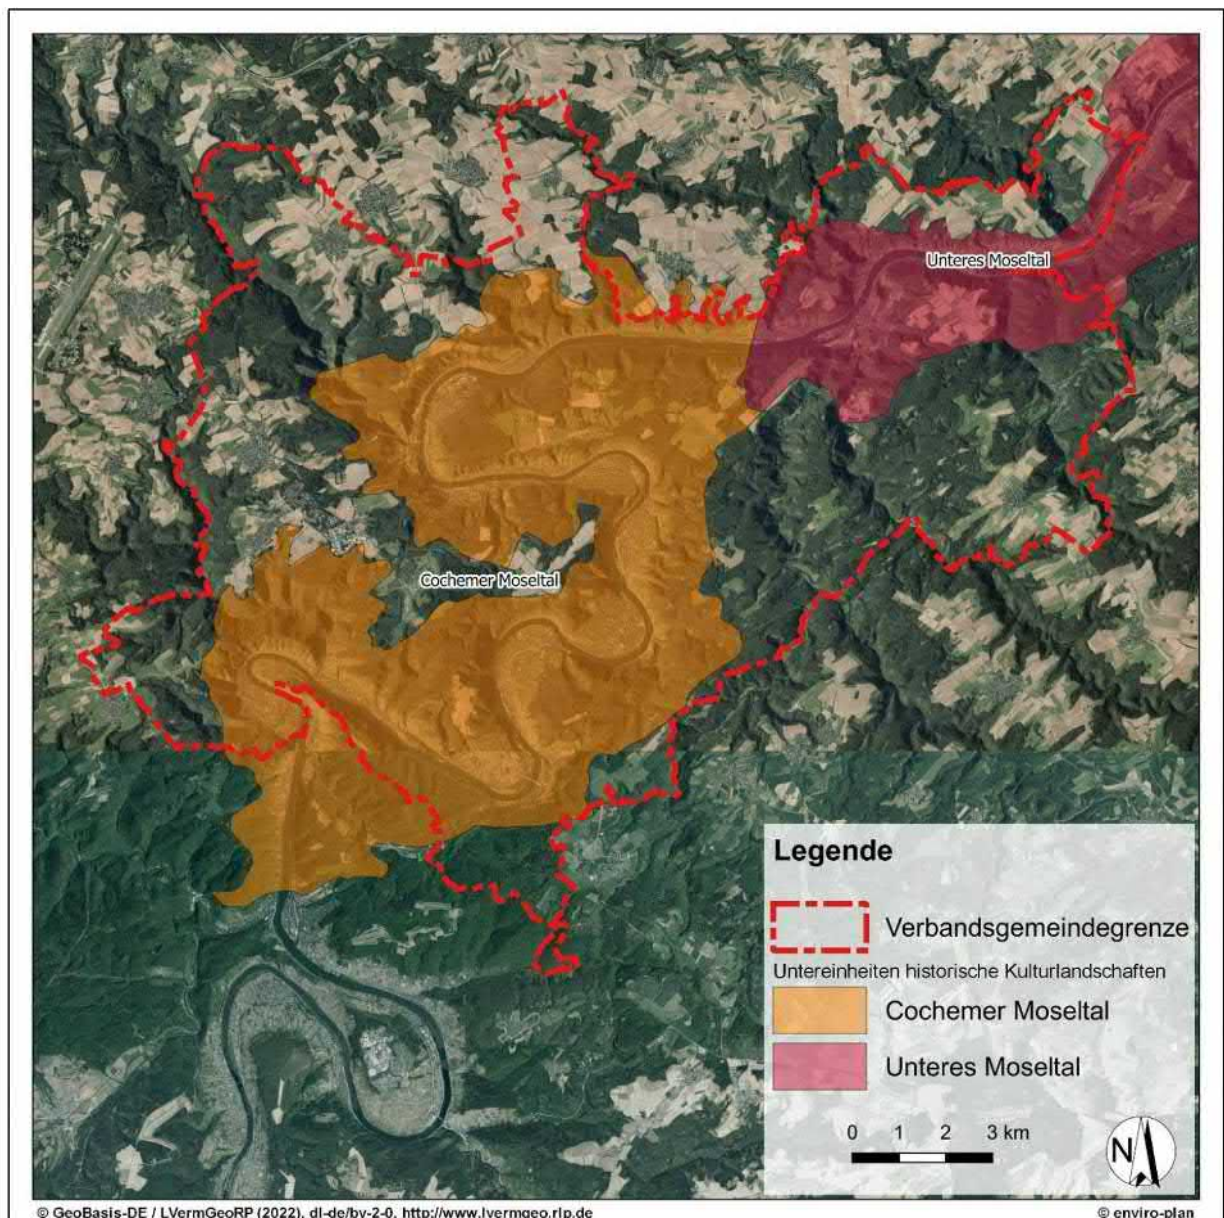 Unteres Moseltal
Cochemer Moseltal
Legende
Verbandsgemeindegrenze
Untereinheiten historische Kulturlandschaften
Cochemer Moseltal
Unteres Moseltal
0 1 2 3 km
N
© GeoBasis-DE / LVermGeoRP (2022), dl-de/by-2-0, http://www.lvermgeo.rlp.de © enviro-plan